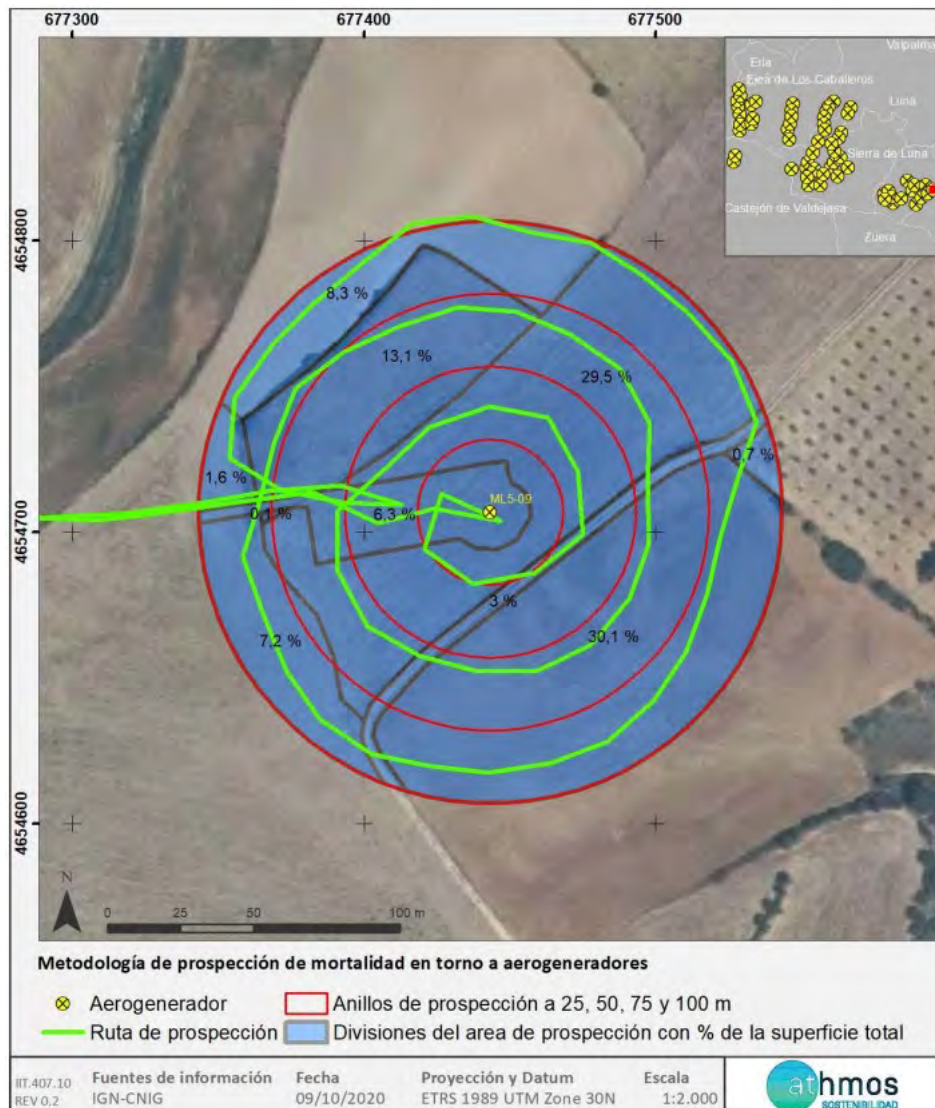 677300 677400 677500
4654800
4654700
4654600
Valpalmas
Erla
Ejea de Los Caballeros
Luna
Sierra de Luna
Castejón de Valdejasa
Zuera
8,3 %
13,1 %
29,5 %
0,7 %
1,6 %
ML5-09
0,1 %
6,3 %
3 %
30,1 %
7,2 %
N
0 25 50 100 m
Metodología de prospección de mortalidad en torno a aerogeneradores
Aerogenerador Anillos de prospección a 25, 50, 75 y 100 m
Ruta de prospección Divisiones del area de prospección con % de la superficie total
IIT.407.10 Fuentes de información Fecha Proyección y Datum Escala
REV 0.2 IGN-CNIG 09/10/2020 ETRS 1989 UTM Zone 30N 1:2.000
athmos
SOSTENIBILIDAD